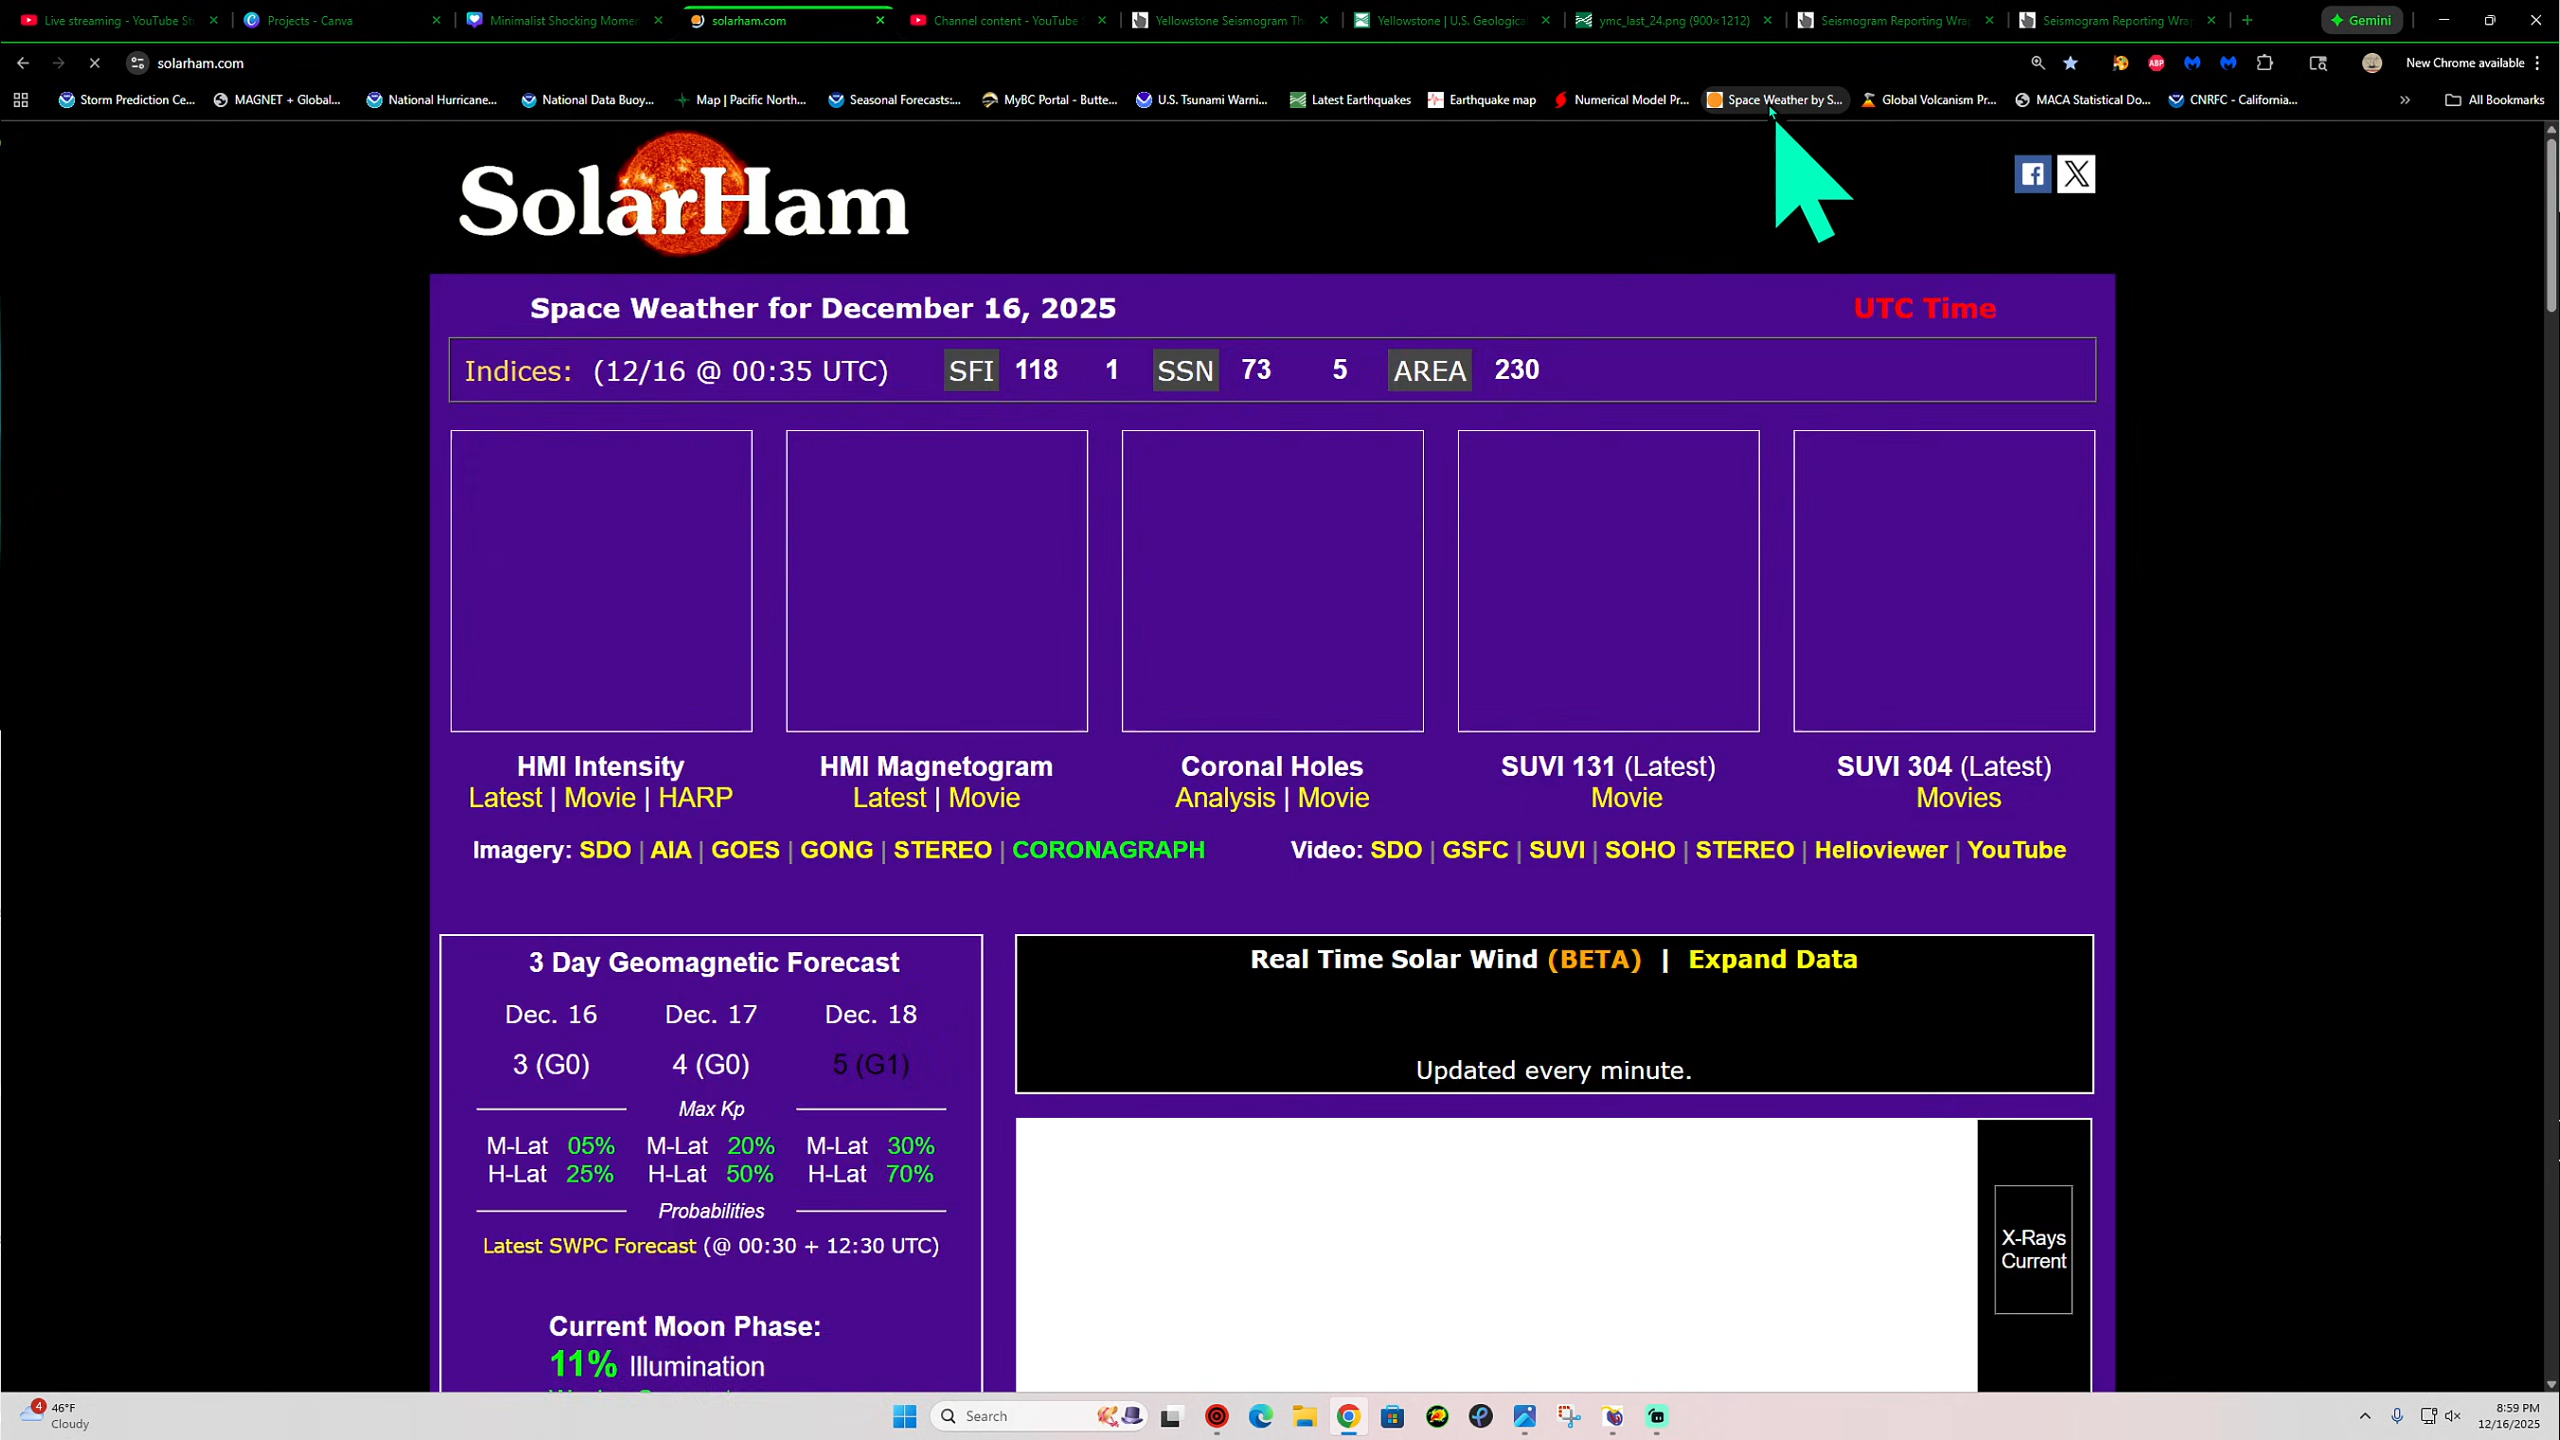 Live streaming - YouTube St
Projects - Canva
Minimalist Shocking Momen
solarham.com
Channel content - YouTube S
Yellowstone Seismogram Th
Yellowstone | U.S. Geological
ymc_last_24.png (900×1212)
Seismogram Reporting Wra
Seismogram Reporting Wra
Gemini
solarham.com
ABP
New Chrome available
Storm Prediction Ce...
MAGNET + Global...
National Hurricane...
National Data Buoy...
Map | Pacific North...
Seasonal Forecasts:...
MyBC Portal - Butte...
U.S. Tsunami Warni...
Latest Earthquakes
Earthquake map
Numerical Model Pr...
Space Weather by S...
Global Volcanism Pr...
MACA Statistical Do...
CNRFC - California...
All Bookmarks
SolarHam
Space Weather for December 16, 2025
UTC Time
Indices: (12/16 @ 00:35 UTC) SFI 118 1 SSN 73 5 AREA 230
HMI Intensity
Latest | Movie | HARP
HMI Magnetogram
Latest | Movie
Coronal Holes
Analysis | Movie
SUVI 131 (Latest)
Movie
SUVI 304 (Latest)
Movies
Imagery: SDO | AIA | GOES | GONG | STEREO | CORONAGRAPH
Video: SDO | GSFC | SUVI | SOHO | STEREO | Helioviewer | YouTube
3 Day Geomagnetic Forecast
Dec. 16 Dec. 17 Dec. 18
3 (G0) 4 (G0) 5 (G1)
Max Kp
M-Lat 05% M-Lat 20% M-Lat 30%
H-Lat 25% H-Lat 50% H-Lat 70%
Probabilities
Latest SWPC Forecast (@ 00:30 + 12:30 UTC)
Current Moon Phase:
11% Illumination
Real Time Solar Wind (BETA) | Expand Data
Updated every minute.
X-Rays
Current
4
46°F
Cloudy
Search
8:59 PM
12/16/2025